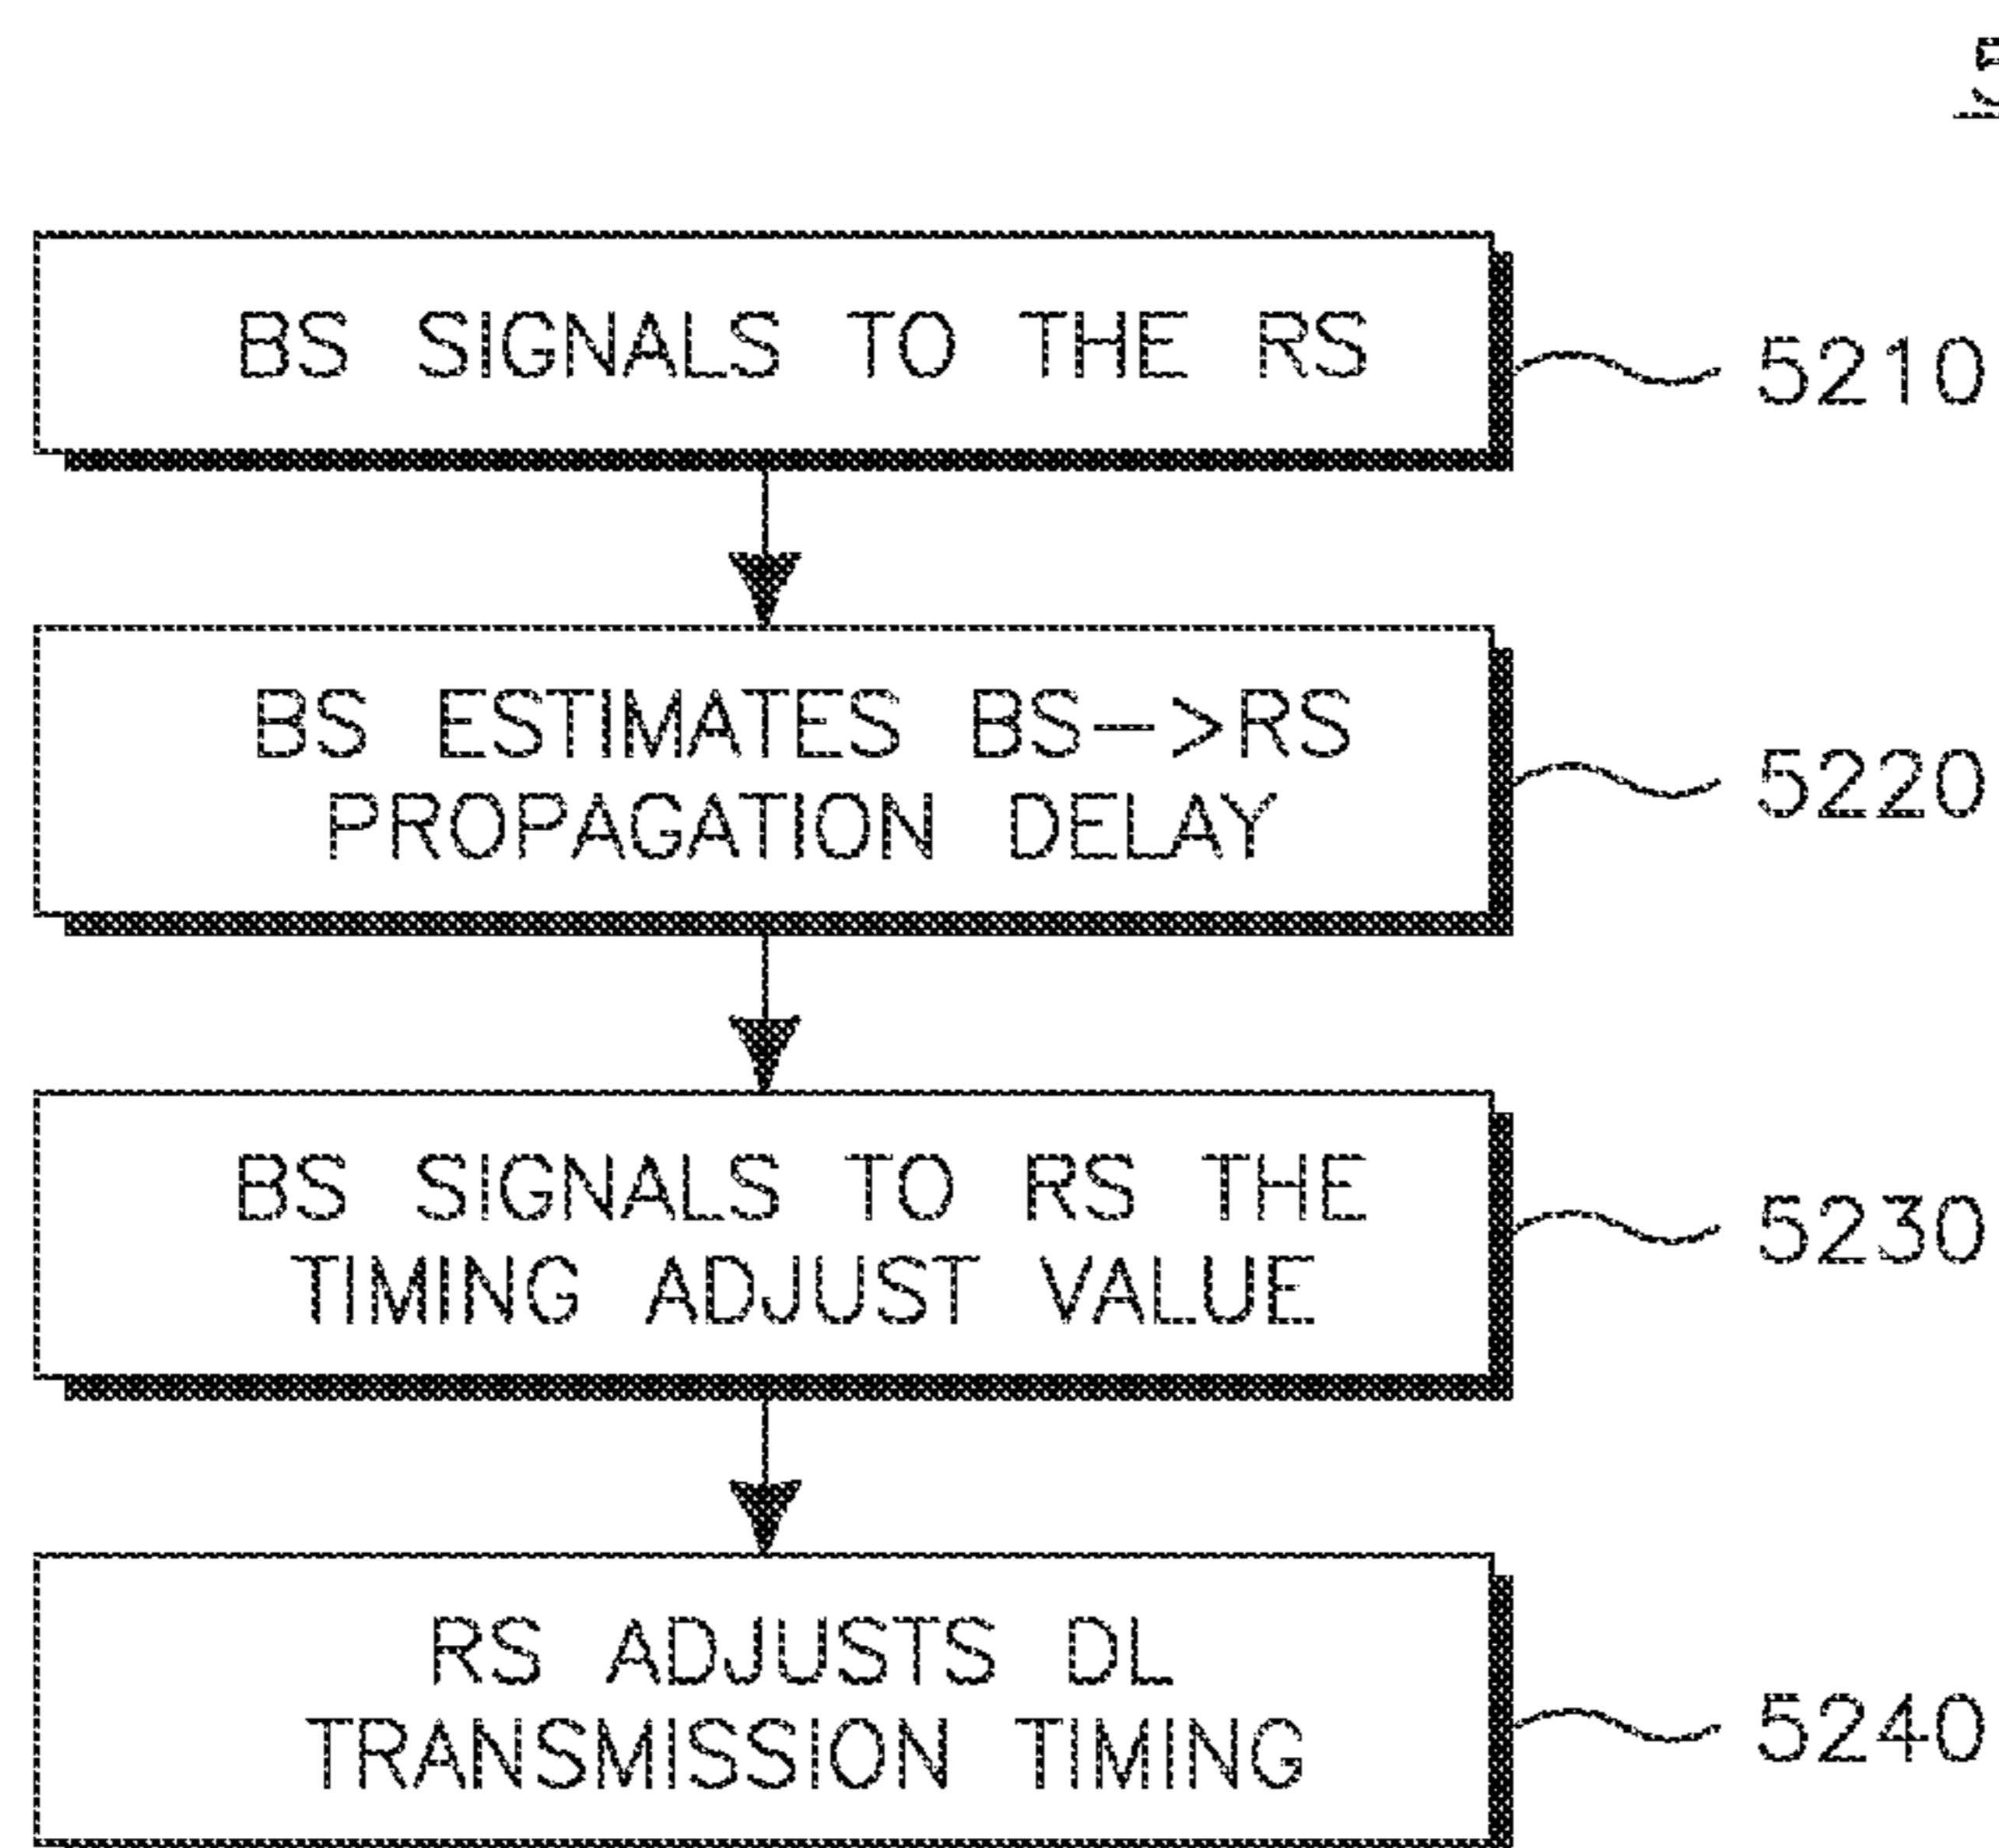 BS SIGNALS TO THE RS
5210
BS ESTIMATES BS->RS
PROPAGATION DELAY
5220
BS SIGNALS TO RS THE
TIMING ADJUST VALUE
5230
RS ADJUSTS DL
TRANSMISSION TIMING
5240